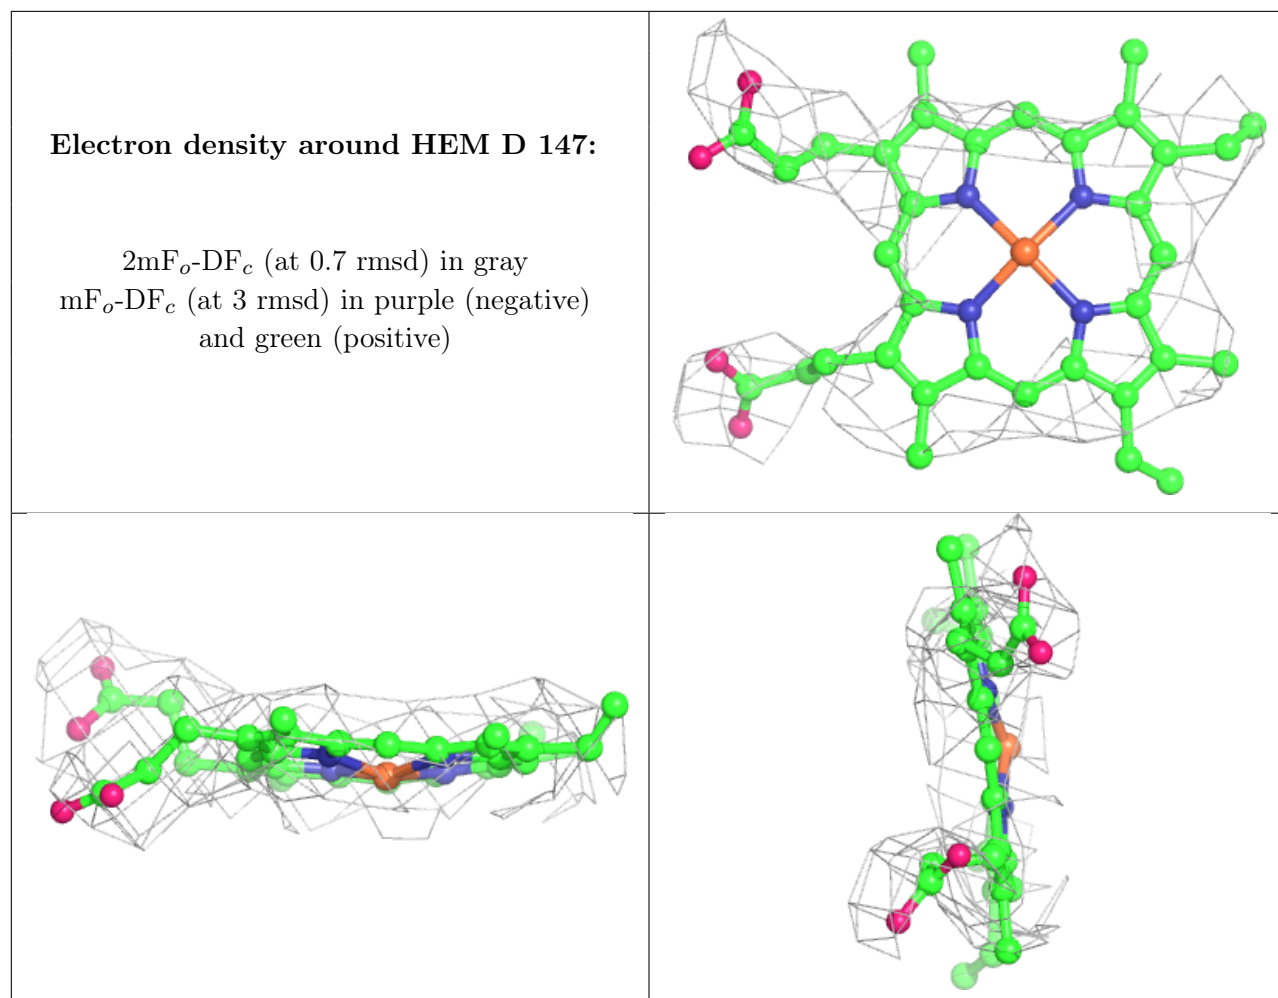 Electron density around HEM D 147:
2mFo-DFc (at 0.7 rmsd) in gray
mFo-DFc (at 3 rmsd) in purple (negative)
and green (positive)